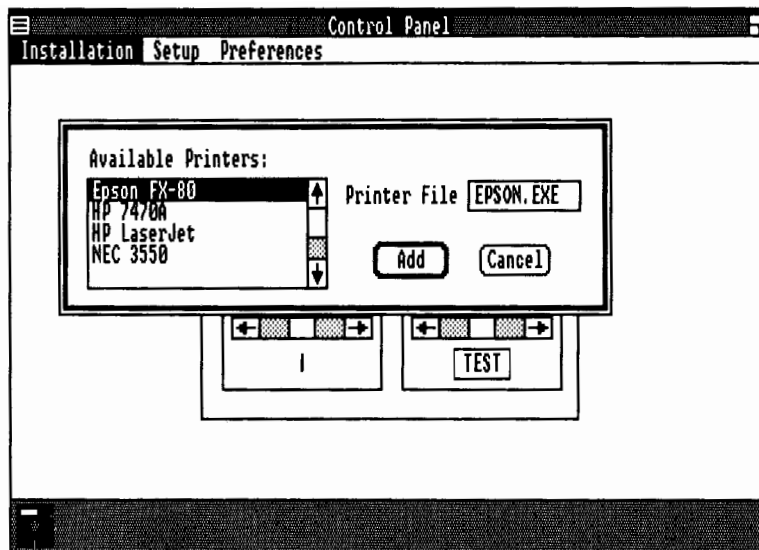 Control Panel
Installation Setup Preferences
Available Printers:
Epson FX-80
HP 7470A
HP LaserJet
NEC 3550
Printer File EPSON.EXE
Add Cancel
TEST